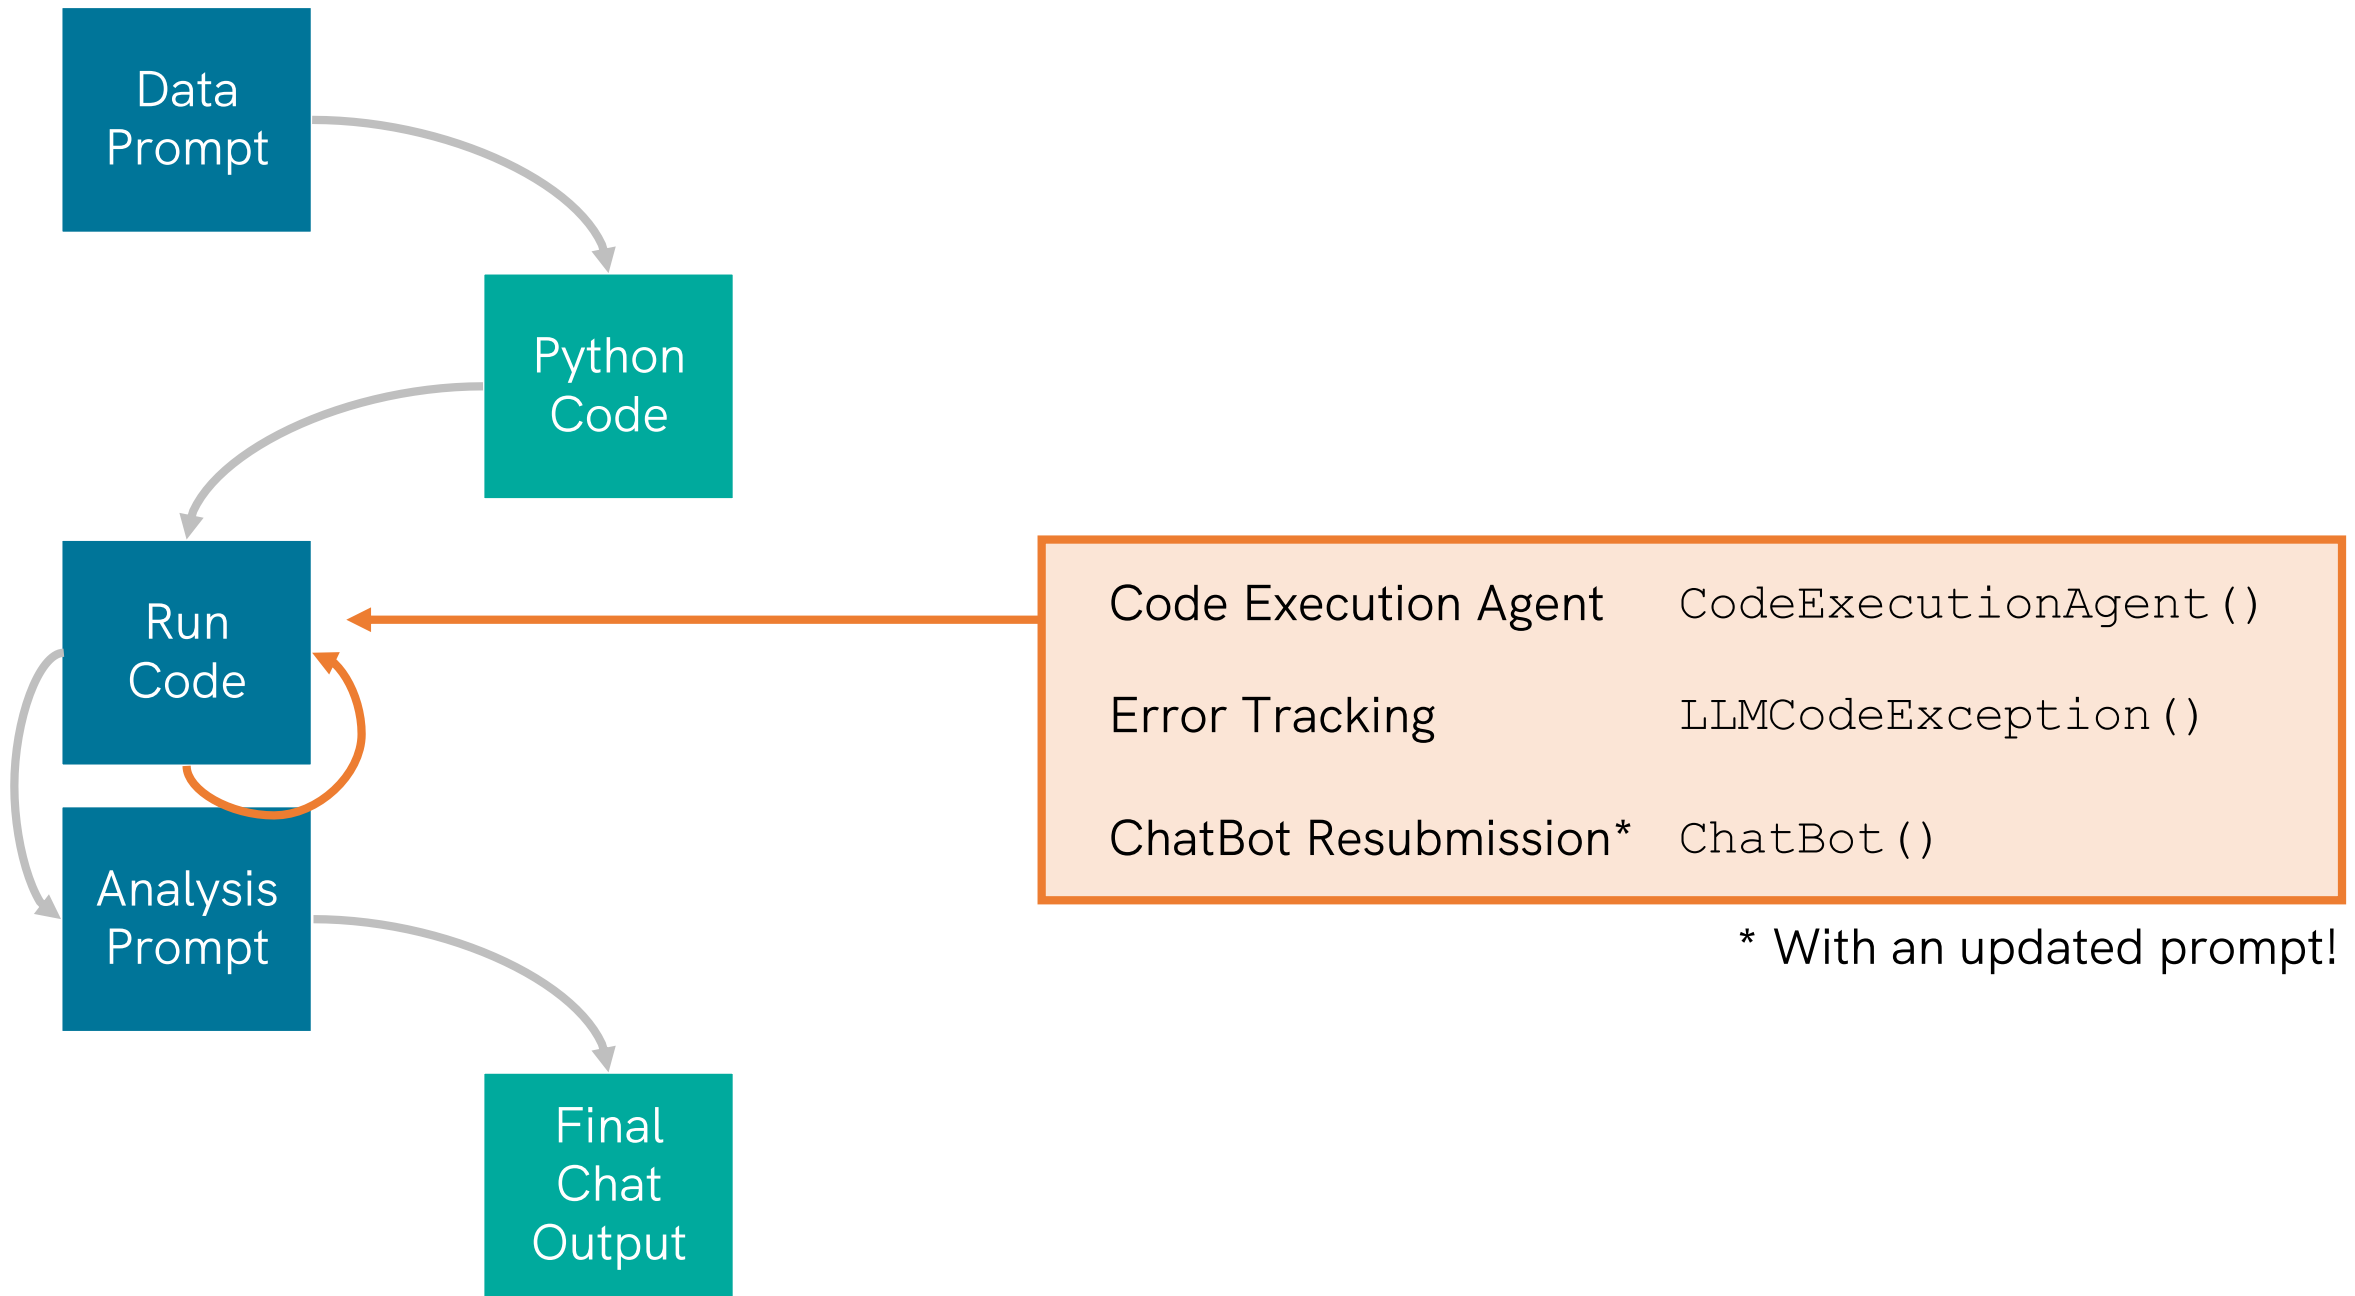 Data
Prompt
Python
Code
Run
Code
Code Execution Agent CodeExecutionAgent()
Error Tracking LLMCodeException()
ChatBot Resubmission* ChatBot()
* With an updated prompt!
Analysis
Prompt
Final
Chat
Output